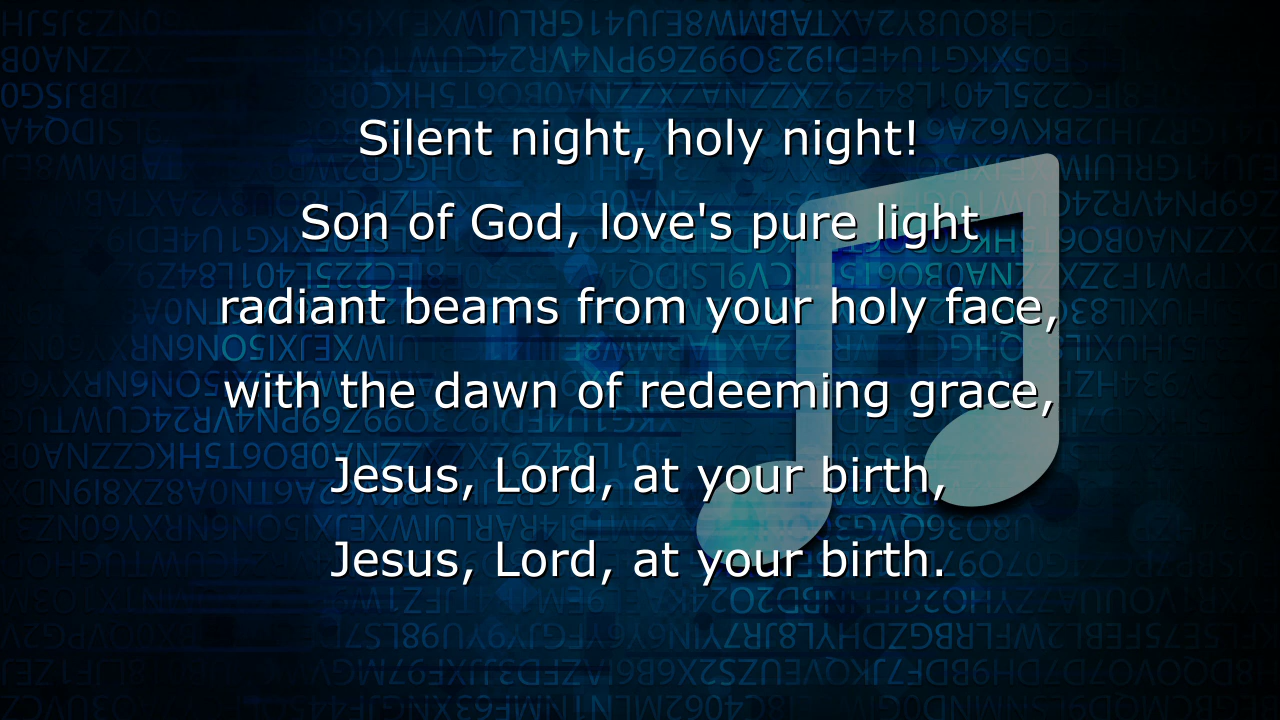 Silent night, holy night!
Son of God, love's pure light
radiant beams from your holy face,
with the dawn of redeeming grace,
Jesus, Lord, at your birth,
Jesus, Lord, at your birth.